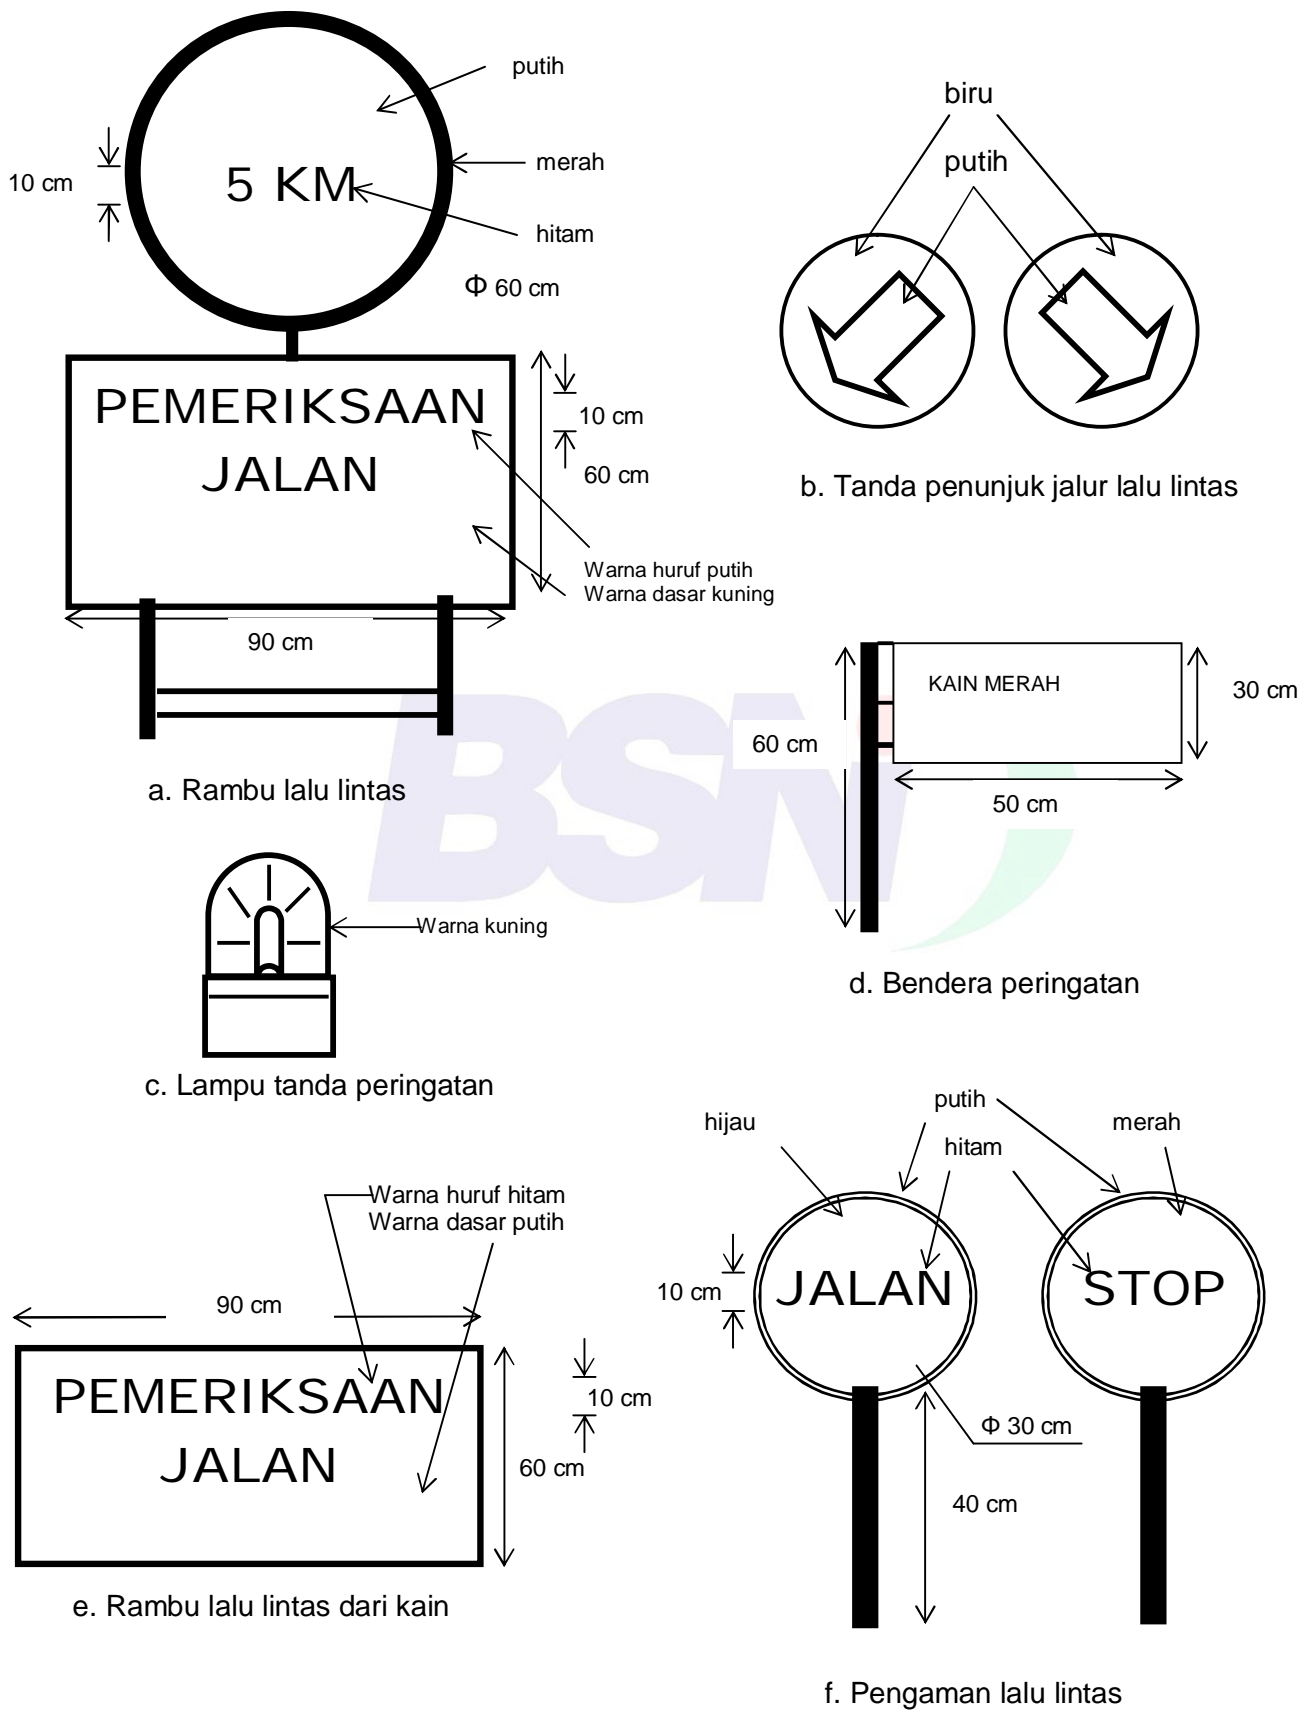 putih
merah
10 cm
5 KM
hitam
Φ 60 cm
PEMERIKSAAN
JALAN
10 cm
60 cm
Warna huruf putih
Warna dasar kuning
90 cm
a. Rambu lalu lintas
biru
putih
b. Tanda penunjuk jalur lalu lintas
Warna kuning
c. Lampu tanda peringatan
KAIN MERAH
30 cm
60 cm
50 cm
d. Bendera peringatan
BSN
Warna huruf hitam
Warna dasar putih
90 cm
PEMERIKSAAN
JALAN
10 cm
60 cm
e. Rambu lalu lintas dari kain
putih
hijau
merah
hitam
10 cm
JALAN
STOP
Φ 30 cm
40 cm
f. Pengaman lalu lintas